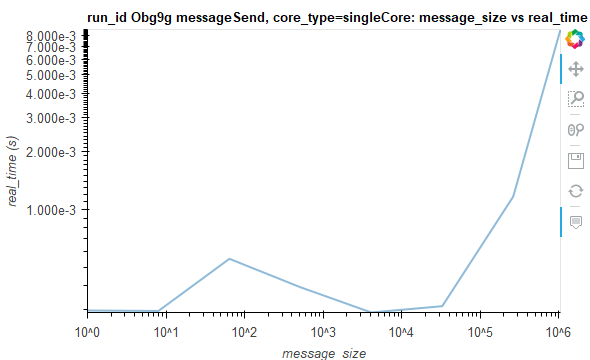 run_id Obg9g messageSend, core_type=singleCore: message_size vs real_time
8.000e-3
7.000e-3
6.000e-3
5.000e-3
4.000e-3
3.000e-3
2.000e-3
1.000e-3
real_time (s)
10^0 10^1 10^2 10^3 10^4 10^5 10^6
message_size